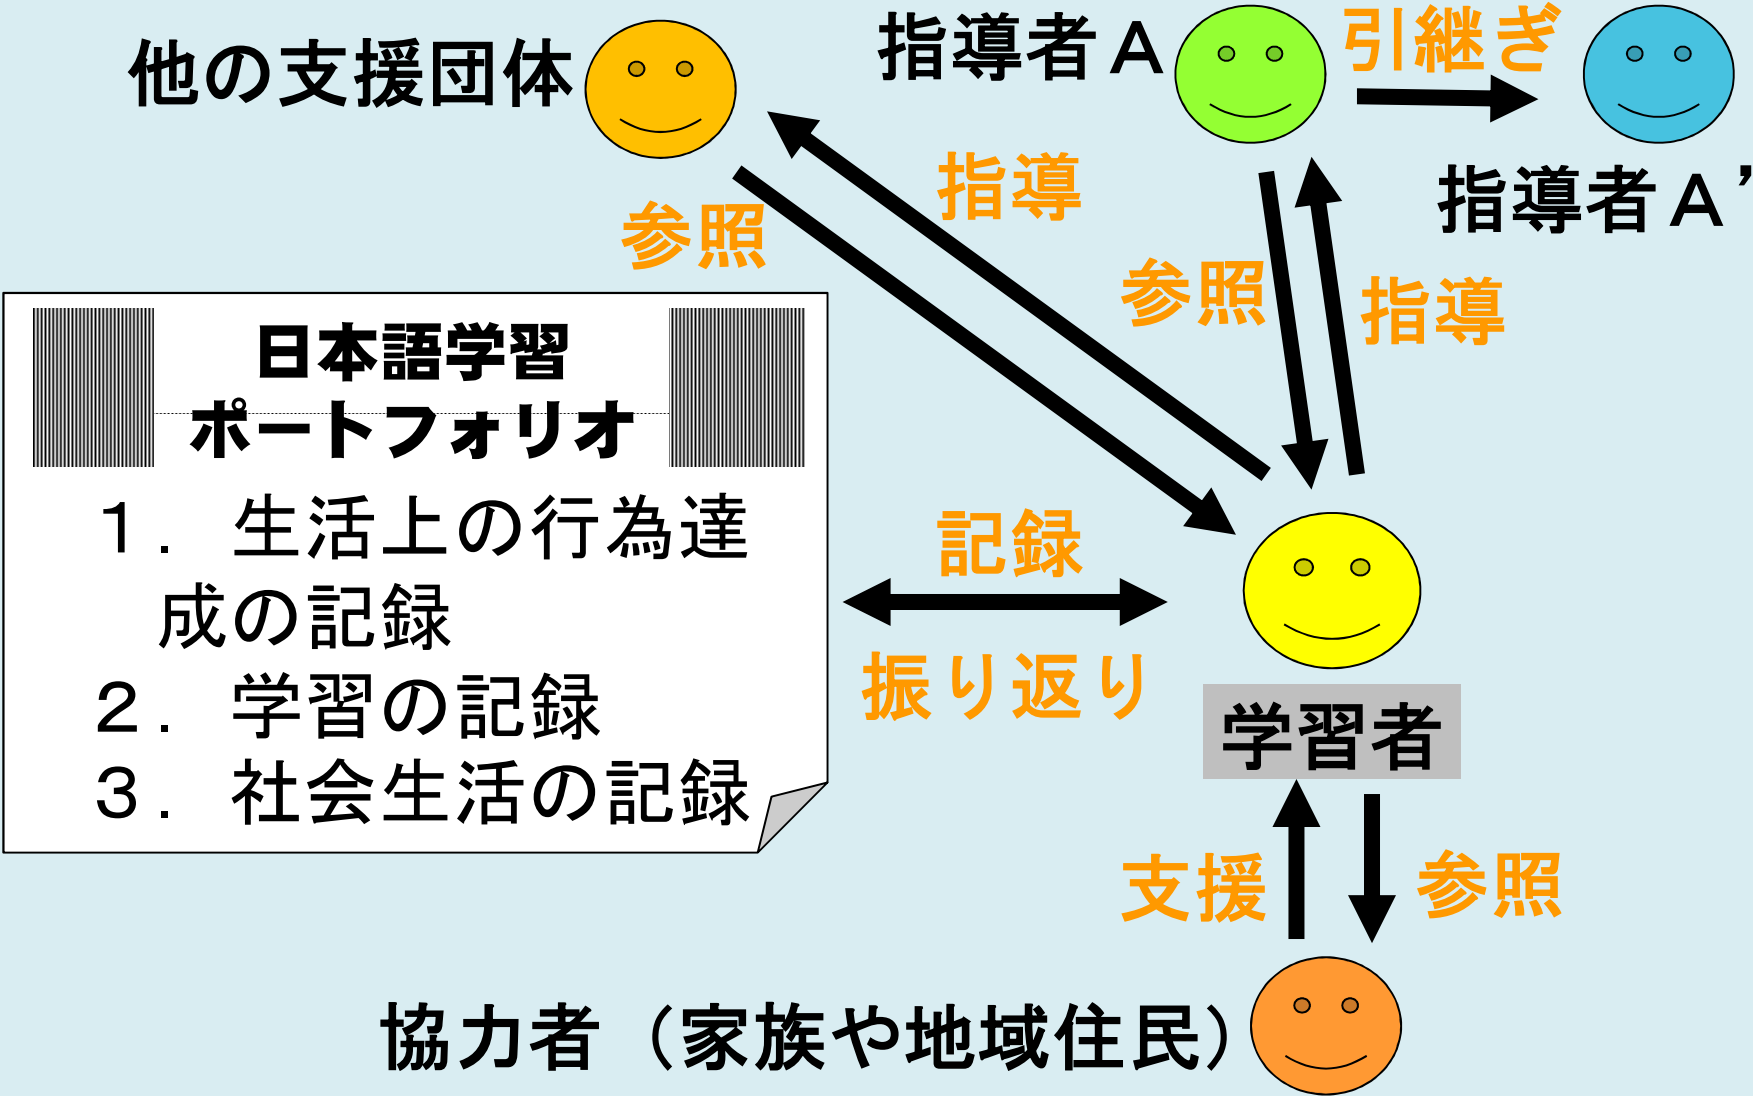 他の支援団体
指導者Ａ
引継ぎ
指導者Ａ’
指導
参照
参照
指導
日本語学習
ポートフォリオ
１．生活上の行為達
成の記録
２．学習の記録
３．社会生活の記録
記録
振り返り
学習者
支援
参照
協力者（家族や地域住民）